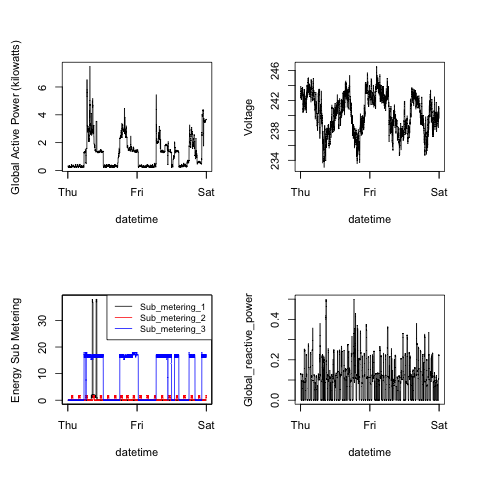 Global Active Power (kilowatts)
0 2 4 6
Thu Fri Sat
datetime
Voltage
234 238 242 246
Thu Fri Sat
datetime
Energy Sub Metering
0 10 20 30
Sub_metering_1
Sub_metering_2
Sub_metering_3
Thu Fri Sat
datetime
Global_reactive_power
0.0 0.2 0.4
Thu Fri Sat
datetime